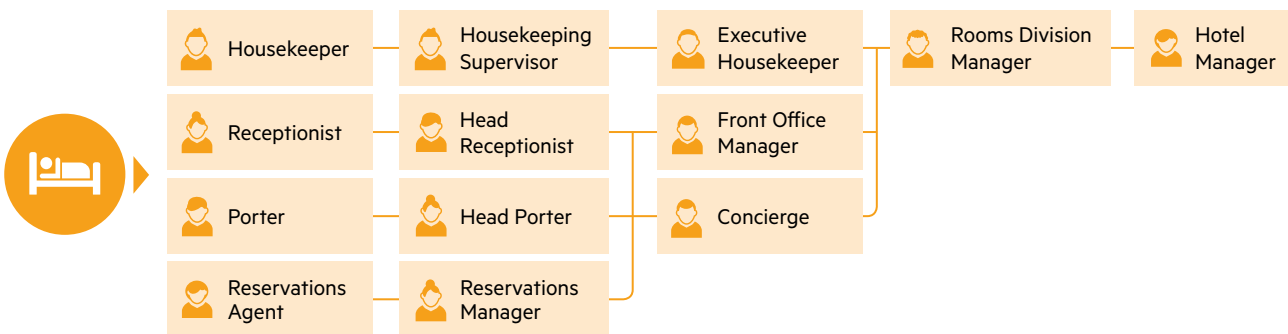 Housekeeper
Housekeeping
Supervisor
Executive
Housekeeper
Rooms Division
Manager
Hotel
Manager
Receptionist
Head
Receptionist
Front Office
Manager
Porter
Head Porter
Concierge
Reservations
Agent
Reservations
Manager